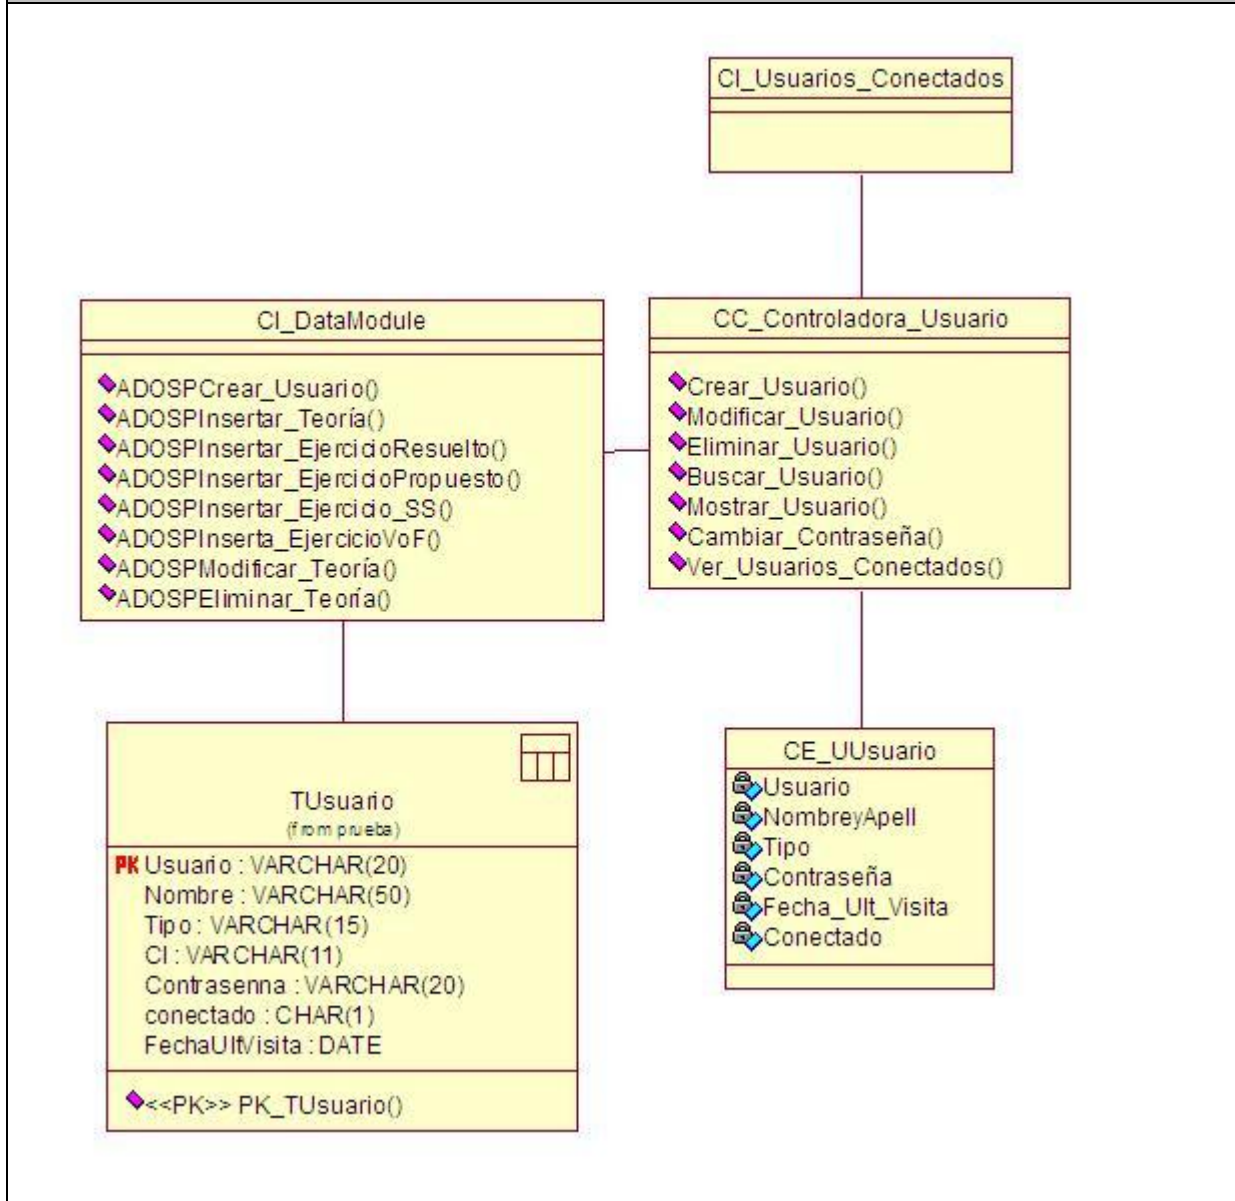 CI_Usuarios_Conectados
CI_DataModule
ADOSPCrear_Usuario()
ADOSPInsertar_Teoría()
ADOSPInsertar_EjercicioResuelto()
ADOSPInsertar_EjercicioPropuesto()
ADOSPInsertar_Ejercicio_SS()
ADOSPInserta_EjercicioVoF()
ADOSPModificar_Teoría()
ADOSPEliminar_Teoría()
CC_Controladora_Usuario
Crear_Usuario()
Modificar_Usuario()
Eliminar_Usuario()
Buscar_Usuario()
Mostrar_Usuario()
Cambiar_Contraseña()
Ver_Usuarios_Conectados()
TUsuario
(from prueba)
PK Usuario : VARCHAR(20)
Nombre : VARCHAR(50)
Tipo : VARCHAR(15)
CI : VARCHAR(11)
Contrasenna : VARCHAR(20)
conectado : CHAR(1)
FechaUltVisita : DATE
<<PK>> PK_TUsuario()
CE_UUsuario
Usuario
NombreyApell
Tipo
Contraseña
Fecha_Ult_Visita
Conectado